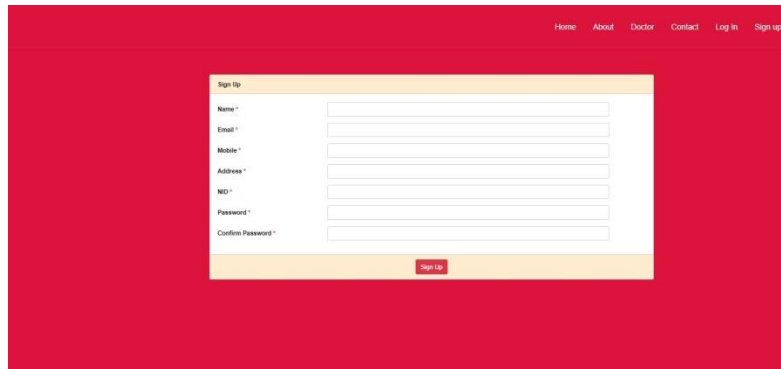 Home About Doctor Contact Log In Sign up
Sign Up
Name *
Email *
Mobile *
Address *
NID *
Password *
Confirm Password *
Sign Up